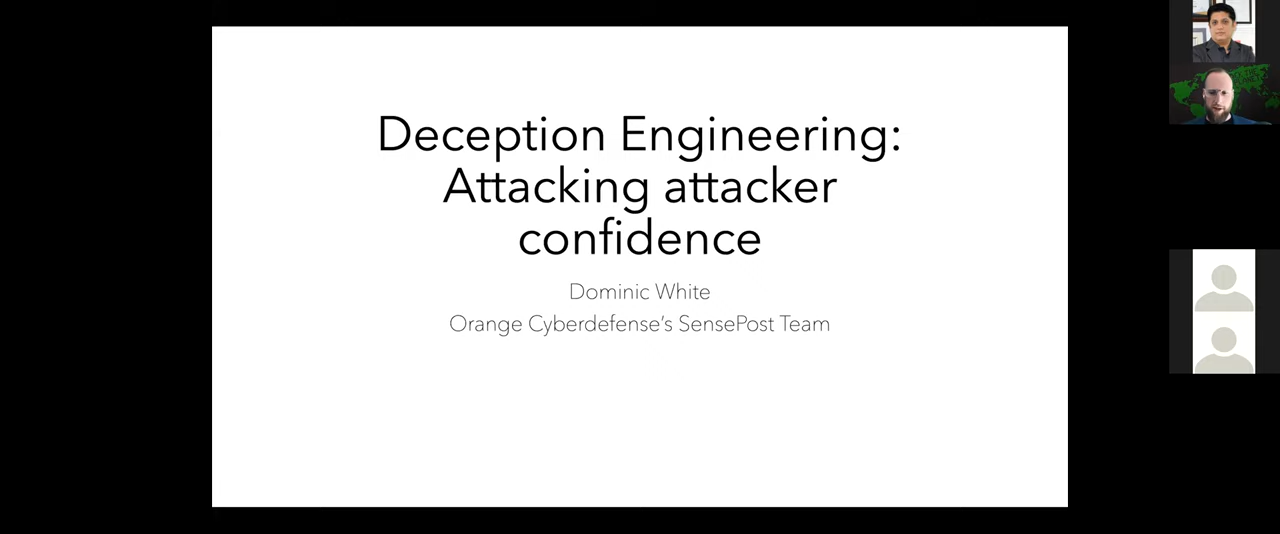 Deception Engineering:
Attacking attacker
confidence
Dominic White
Orange Cyberdefense's SensePost Team